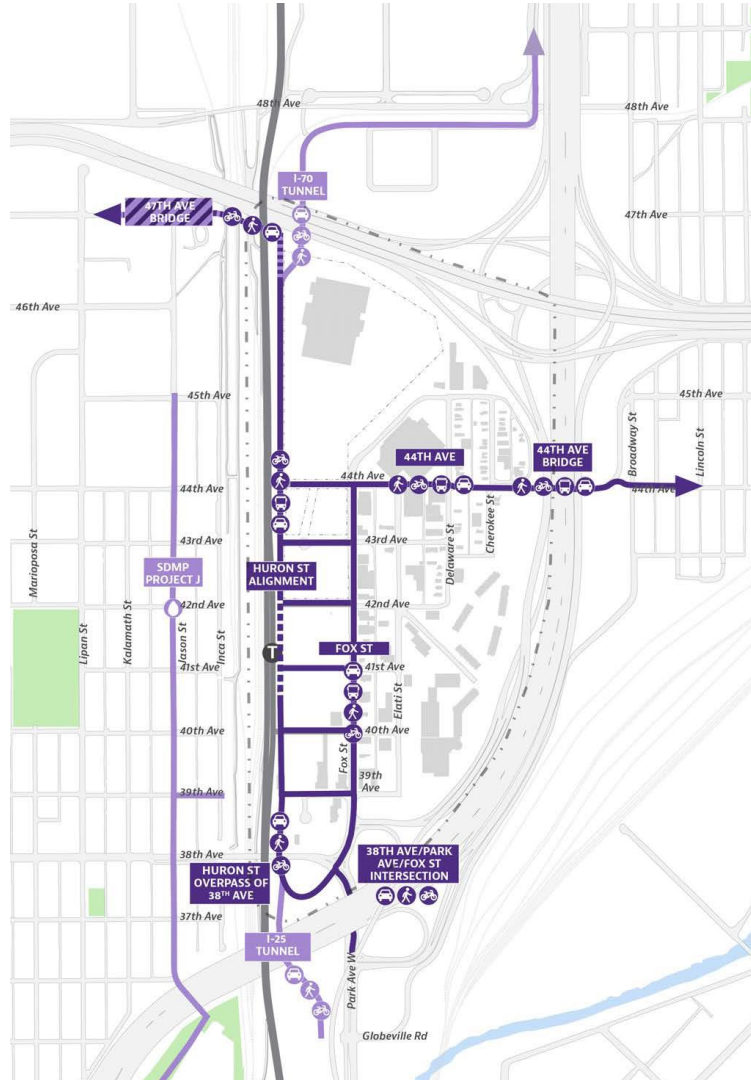 48th Ave
48th Ave
I-70
TUNNEL
47TH AVE
BRIDGE
47th Ave
46th Ave
45th Ave
45th Ave
Broadway St
Lincoln St
44TH AVE
44TH AVE
BRIDGE
44th Ave
44th Ave
44th Ave
Cherokee St
Marioposa St
43rd Ave
43rd Ave
Delaware St
SDMP
PROJECT J
HURON ST
ALIGNMENT
42nd Ave
42nd Ave
Lipan St
Kalamath St
Jason St
Inca St
T
FOX ST
41st Ave
41st Ave
Elati St
40th Ave
40th Ave
Fox St
39th
Ave
39th Ave
38th Ave
HURON ST
OVERPASS OF
38TH AVE
38TH AVE/PARK
AVE/FOX ST
INTERSECTION
37th Ave
I-25
TUNNEL
Park Ave W
Globeville Rd